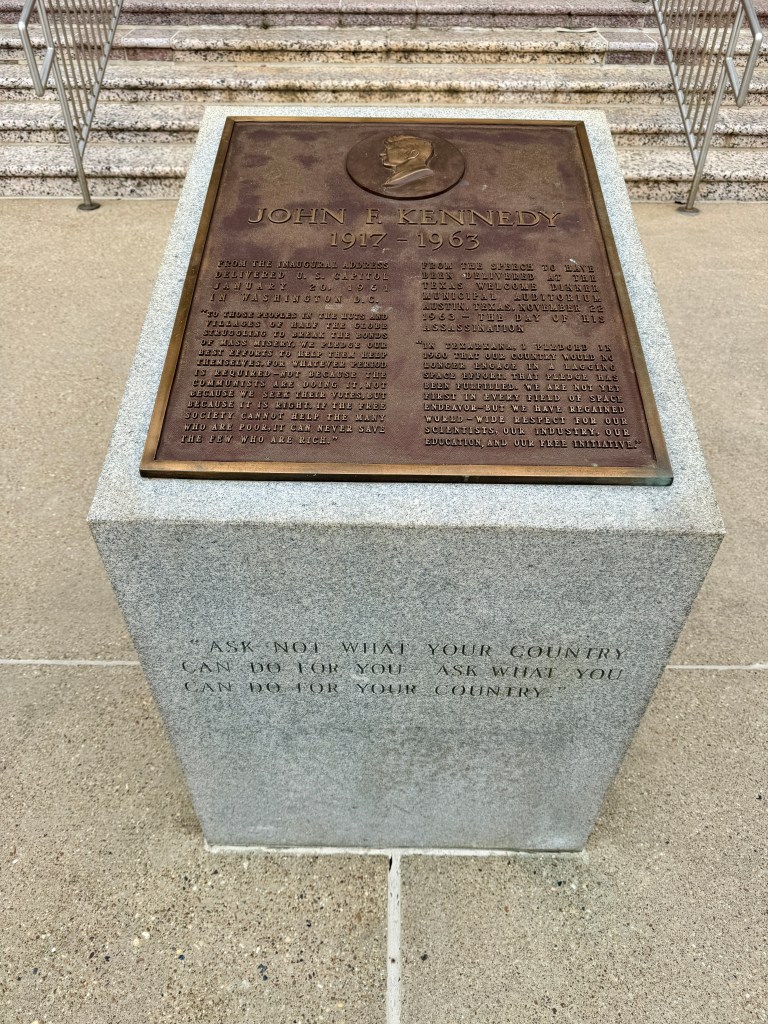 JOHN F. KENNEDY
1917 - 1963
FROM THE INAUGURAL ADDRESS
DELIVERED U.S. CAPITOL
JANUARY 20, 1961
IN WASHINGTON D.C.
"TO THOSE PEOPLES IN THE HUTS AND
VILLAGES OF HALF THE GLOBE
STRUGGLING TO BREAK THE BONDS
OF MASS MISERY, WE PLEDGE OUR
BEST EFFORTS TO HELP THEM HELP
THEMSELVES, FOR WHATEVER PERIOD
IS REQUIRED—NOT BECAUSE THE
COMMUNISTS ARE DOING IT, NOT
BECAUSE WE SEEK THEIR VOTES, BUT
BECAUSE IT IS RIGHT. IF THE FREE
SOCIETY CANNOT HELP THE MANY
WHO ARE POOR, IT CAN NEVER SAVE
THE FEW WHO ARE RICH."
FROM THE SPEECH TO HAVE
BEEN DELIVERED AT THE
TEXAS WELCOME DINNER
MUNICIPAL AUDITORIUM
AUSTIN, TEXAS, NOVEMBER 22
1963 - THE DAY OF HIS
ASSASSINATION
"IN TEXARKANA, I PLEDGED IN
1960 THAT OUR COUNTRY WOULD NO
LONGER ENGAGE IN A LAGGING
SPACE EFFORT. THAT PLEDGE HAS
BEEN FULFILLED. WE ARE NOT YET
FIRST IN EVERY FIELD OF SPACE
ENDEAVOR—BUT WE HAVE REGAINED
WORLD-WIDE RESPECT FOR OUR
SCIENTISTS, OUR INDUSTRY, OUR
EDUCATION, AND OUR FREE INITIATIVE."
"ASK NOT WHAT YOUR COUNTRY
CAN DO FOR YOU - ASK WHAT YOU
CAN DO FOR YOUR COUNTRY."